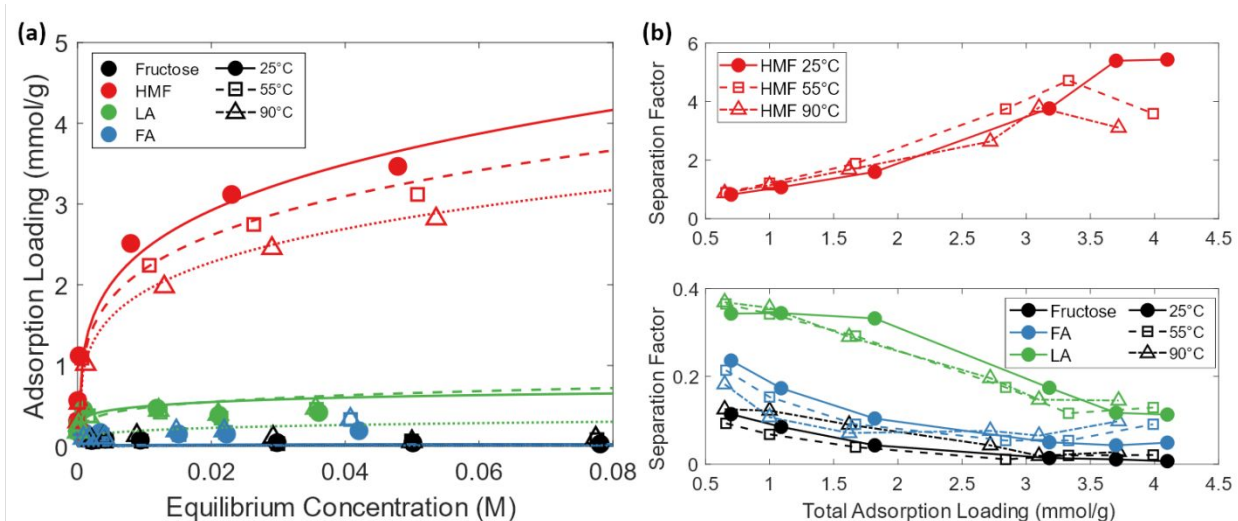 (a)
Adsorption Loading (mmol/g)
5
4
3
2
1
0
Fructose
HMF
LA
FA
25°C
55°C
90°C
0
0.02
0.04
0.06
0.08
Equilibrium Concentration (M)
(b)
Separation Factor
6
4
2
0
HMF 25°C
HMF 55°C
HMF 90°C
0.5 1 1.5 2 2.5 3 3.5 4 4.5
Separation Factor
0.4
0.2
0
Fructose
FA
LA
25°C
55°C
90°C
0.5 1 1.5 2 2.5 3 3.5 4 4.5
Total Adsorption Loading (mmol/g)